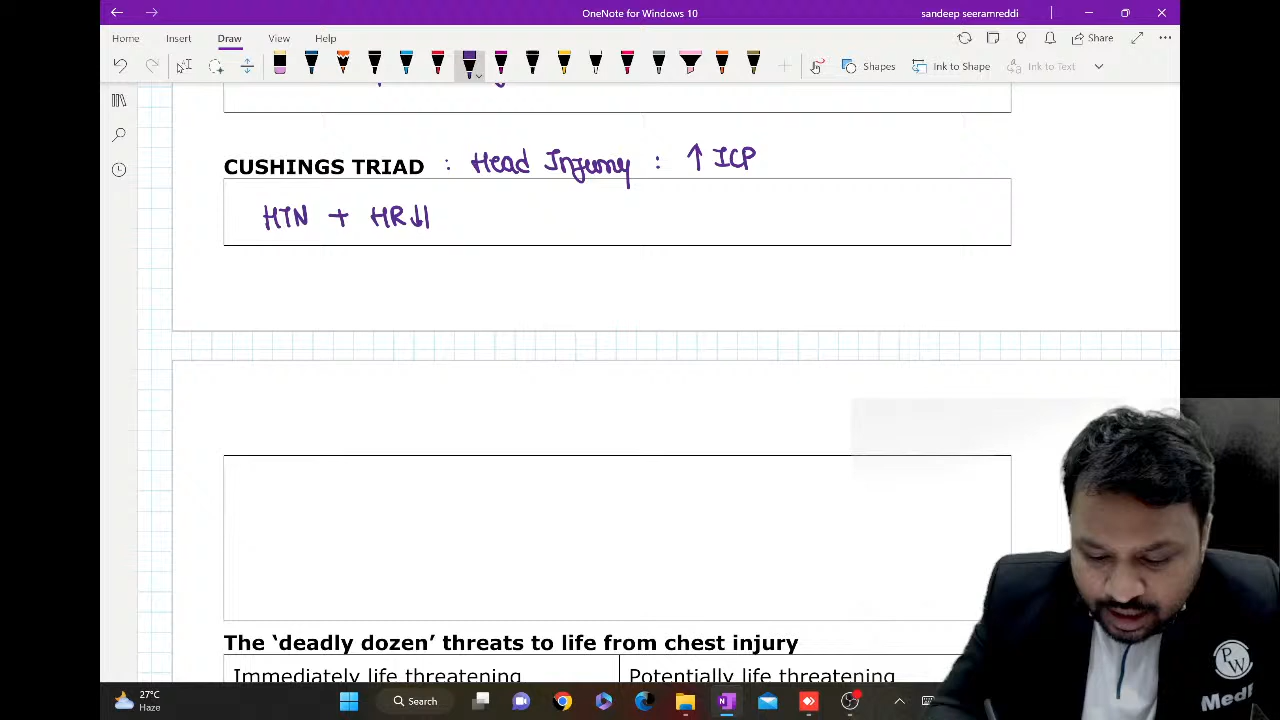 OneNote for Windows 10
sandeep seeramreddi
Home Insert Draw View Help
Share
Shapes
Ink to Shape
Ink to Text
CUSHINGS TRIAD : Head Injury : ↑ ICP
HTN + HR↓
The ‘deadly dozen’ threats to life from chest injury
Immediately life threatening
Potentially life threatening
27°C
Haze
Search
PW
Med